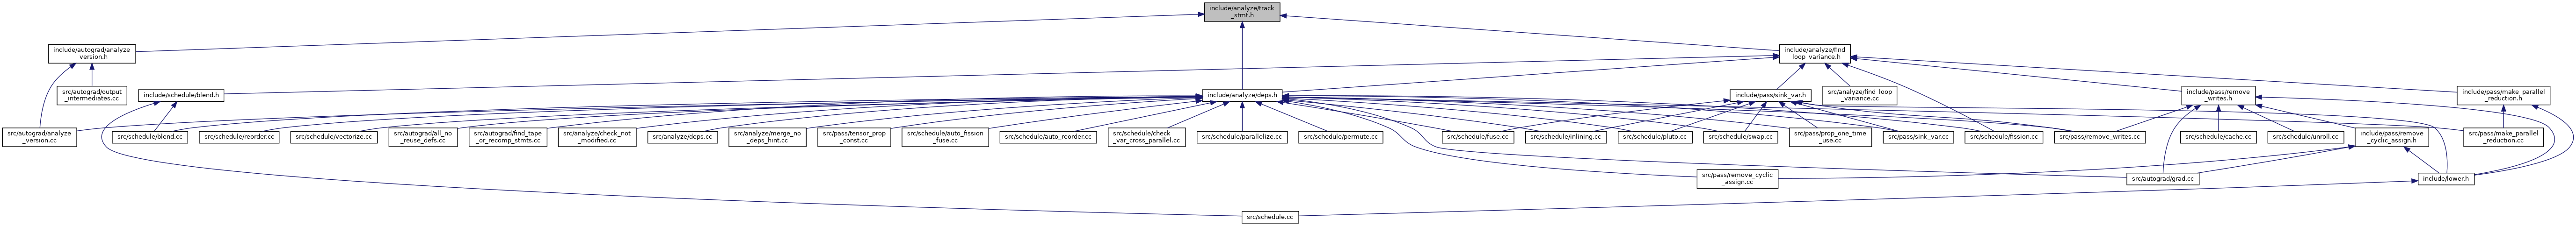 include/analyze/track
_stmt.h
include/autograd/analyze
_version.h
include/analyze/find
_loop_variance.h
src/autograd/output
_intermediates.cc
include/schedule/blend.h
include/analyze/deps.h
include/pass/sink_var.h
src/analyze/find_loop
_variance.cc
include/pass/remove
_writes.h
include/pass/make_parallel
_reduction.h
src/autograd/analyze
_version.cc
src/schedule/blend.cc
src/schedule/reorder.cc
src/schedule/vectorize.cc
src/autograd/all_no
_reuse_defs.cc
src/autograd/find_tape
_or_recomp_stmts.cc
src/analyze/check_not
_modified.cc
src/analyze/deps.cc
src/analyze/merge_no
_deps_hint.cc
src/pass/tensor_prop
_const.cc
src/schedule/auto_fission
_fuse.cc
src/schedule/auto_reorder.cc
src/schedule/check
_var_cross_parallel.cc
src/schedule/parallelize.cc
src/schedule/permute.cc
src/schedule/fuse.cc
src/schedule/inlining.cc
src/schedule/pluto.cc
src/schedule/swap.cc
src/pass/prop_one_time
_use.cc
src/pass/sink_var.cc
src/schedule/fission.cc
src/pass/remove_writes.cc
src/schedule/cache.cc
src/schedule/unroll.cc
include/pass/remove
_cyclic_assign.h
src/pass/make_parallel
_reduction.cc
src/pass/remove_cyclic
_assign.cc
src/autograd/grad.cc
include/lower.h
src/schedule.cc